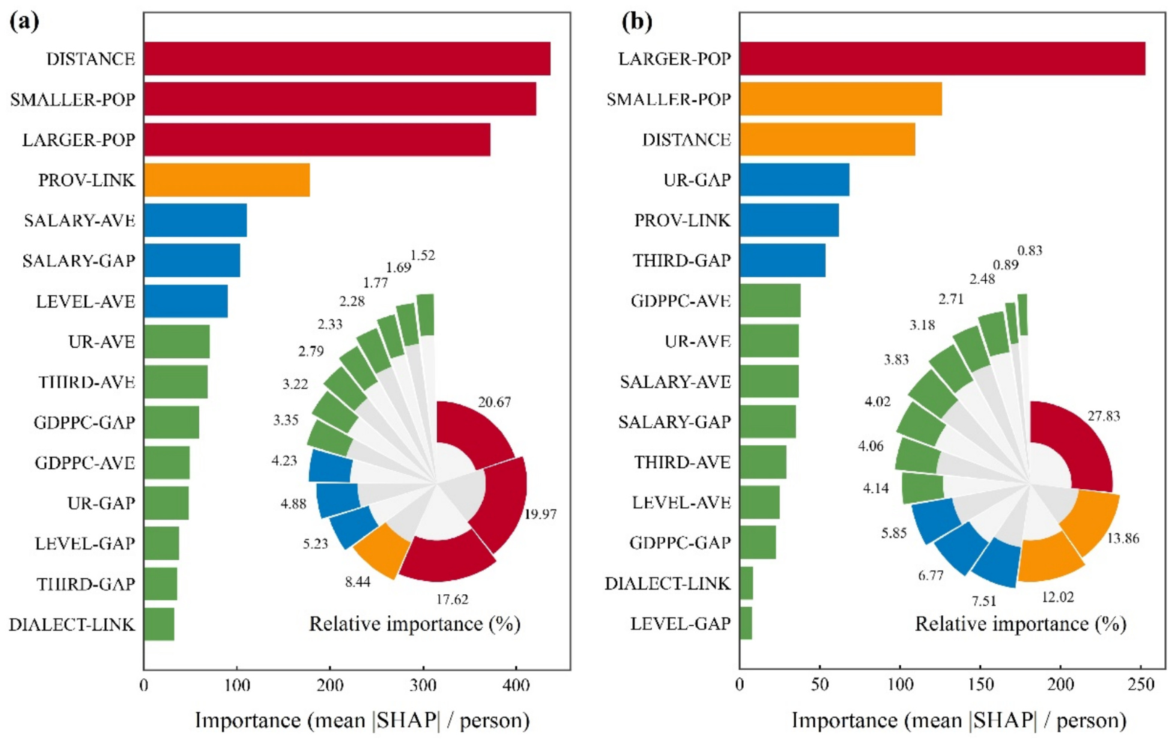 (a)
DISTANCE
SMALLER-POP
LARGER-POP
PROV-LINK
SALARY-AVE
SALARY-GAP
LEVEL-AVE
UR-AVE
THIRD-AVE
GDPPC-GAP
GDPPC-AVE
UR-GAP
LEVEL-GAP
THIRD-GAP
DIALECT-LINK
1.52
1.69
1.77
2.28
2.33
2.79
3.22
3.35
4.23
4.88
5.23
8.44
17.62
19.97
20.67
Relative importance (%)
0 100 200 300 400
Importance (mean |SHAP| / person)
(b)
LARGER-POP
SMALLER-POP
DISTANCE
UR-GAP
PROV-LINK
THIRD-GAP
GDPPC-AVE
UR-AVE
SALARY-AVE
SALARY-GAP
THIRD-AVE
LEVEL-AVE
GDPPC-GAP
DIALECT-LINK
LEVEL-GAP
0.83
0.89
2.48
2.71
3.18
3.83
4.02
4.06
4.14
5.85
6.77
7.51
12.02
13.86
27.83
Relative importance (%)
0 50 100 150 200 250
Importance (mean |SHAP| / person)